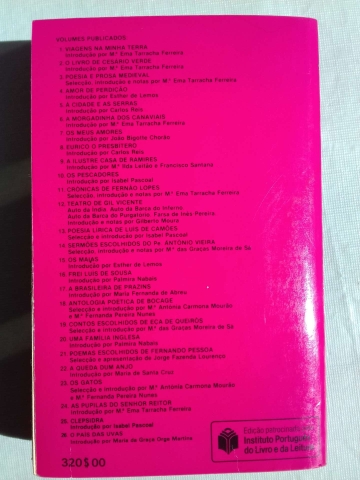 VOLUMES PUBLICADOS:
1. VIAGENS NA MINHA TERRA
Introdução por Mª Ema Tarracha Ferreira
2. O LIVRO DE CESÁRIO VERDE
Introdução por Mª Ema Tarracha Ferreira
3. POESIA E PROSA MEDIEVAL
Selecção, introdução e notas por Mª Ema Tarracha Ferreira
4. AMOR DE PERDIÇÃO
Introdução por Esther de Lemos
5. A CIDADE E AS SERRAS
Introdução por Carlos Reis
6. A MORGADINHA DOS CANAVIAIS
Introdução por Mª Ema Tarracha Ferreira
7. OS MEUS AMORES
Introdução por João Bigotte Chorão
8. EURICO O PRESBÍTERO
Introdução por Carlos Reis
9. A ILUSTRE CASA DE RAMIRES
Introdução por Mª Ilda Leitão e Francisco Santana
10. OS PESCADORES
Introdução por Isabel Pascoal
11. CRÓNICAS DE FERNÃO LOPES
Selecção, introdução e notas por Mª Ema Tarracha Ferreira
12. TEATRO DE GIL VICENTE
Auto da Índia, Auto da Barca do Inferno
Auto da Barca do Purgatório, Farsa de Inês Pereira
Introdução e notas por Gilberto Moura
13. POESIA LÍRICA DE LUÍS DE CAMÕES
Selecção e introdução por Isabel Pascoal
14. SERMÕES ESCOLHIDOS DO Pe. ANTÓNIO VIEIRA
Selecção, introdução e notas por Mª das Graças Moreira de Sá
15. OS MAIAS
Introdução por Esther de Lemos
16. FREI LUÍS DE SOUSA
Introdução por Palmira Nabais
17. A BRASILEIRA DE PRAZINS
Introdução por Maria Fernanda de Abreu
18. ANTOLOGIA POÉTICA DE BOCAGE
Selecção e introdução por Mª Antónia Carmona Mourão
e Mª Fernanda Pereira Nunes
19. CONTOS ESCOLHIDOS DE EÇA DE QUEIRÓS
Selecção e introdução por Mª das Graças Moreira de Sá
20. UMA FAMÍLIA INGLESA
Introdução por Palmira Nabais
21. POEMAS ESCOLHIDOS DE FERNANDO PESSOA
Selecção e apresentação de Jorge Fazenda Lourenço
22. A QUEDA DUM ANJO
Introdução por Maria de Santa Cruz
23. OS GATOS
Selecção e introdução por Mª Antónia Carmona Mourão
e Mª Fernanda Pereira Nunes
24. AS PUPILAS DO SENHOR REITOR
Introdução por Mª Ema Tarracha Ferreira
25. CLEPSIDRA
Introdução por Isabel Pascoal
26. O PAÍS DAS UVAS
Introdução por Maria da Graça Orge Martins
320$00
Edição patrocinada
Instituto Português
do Livro e da Leitura